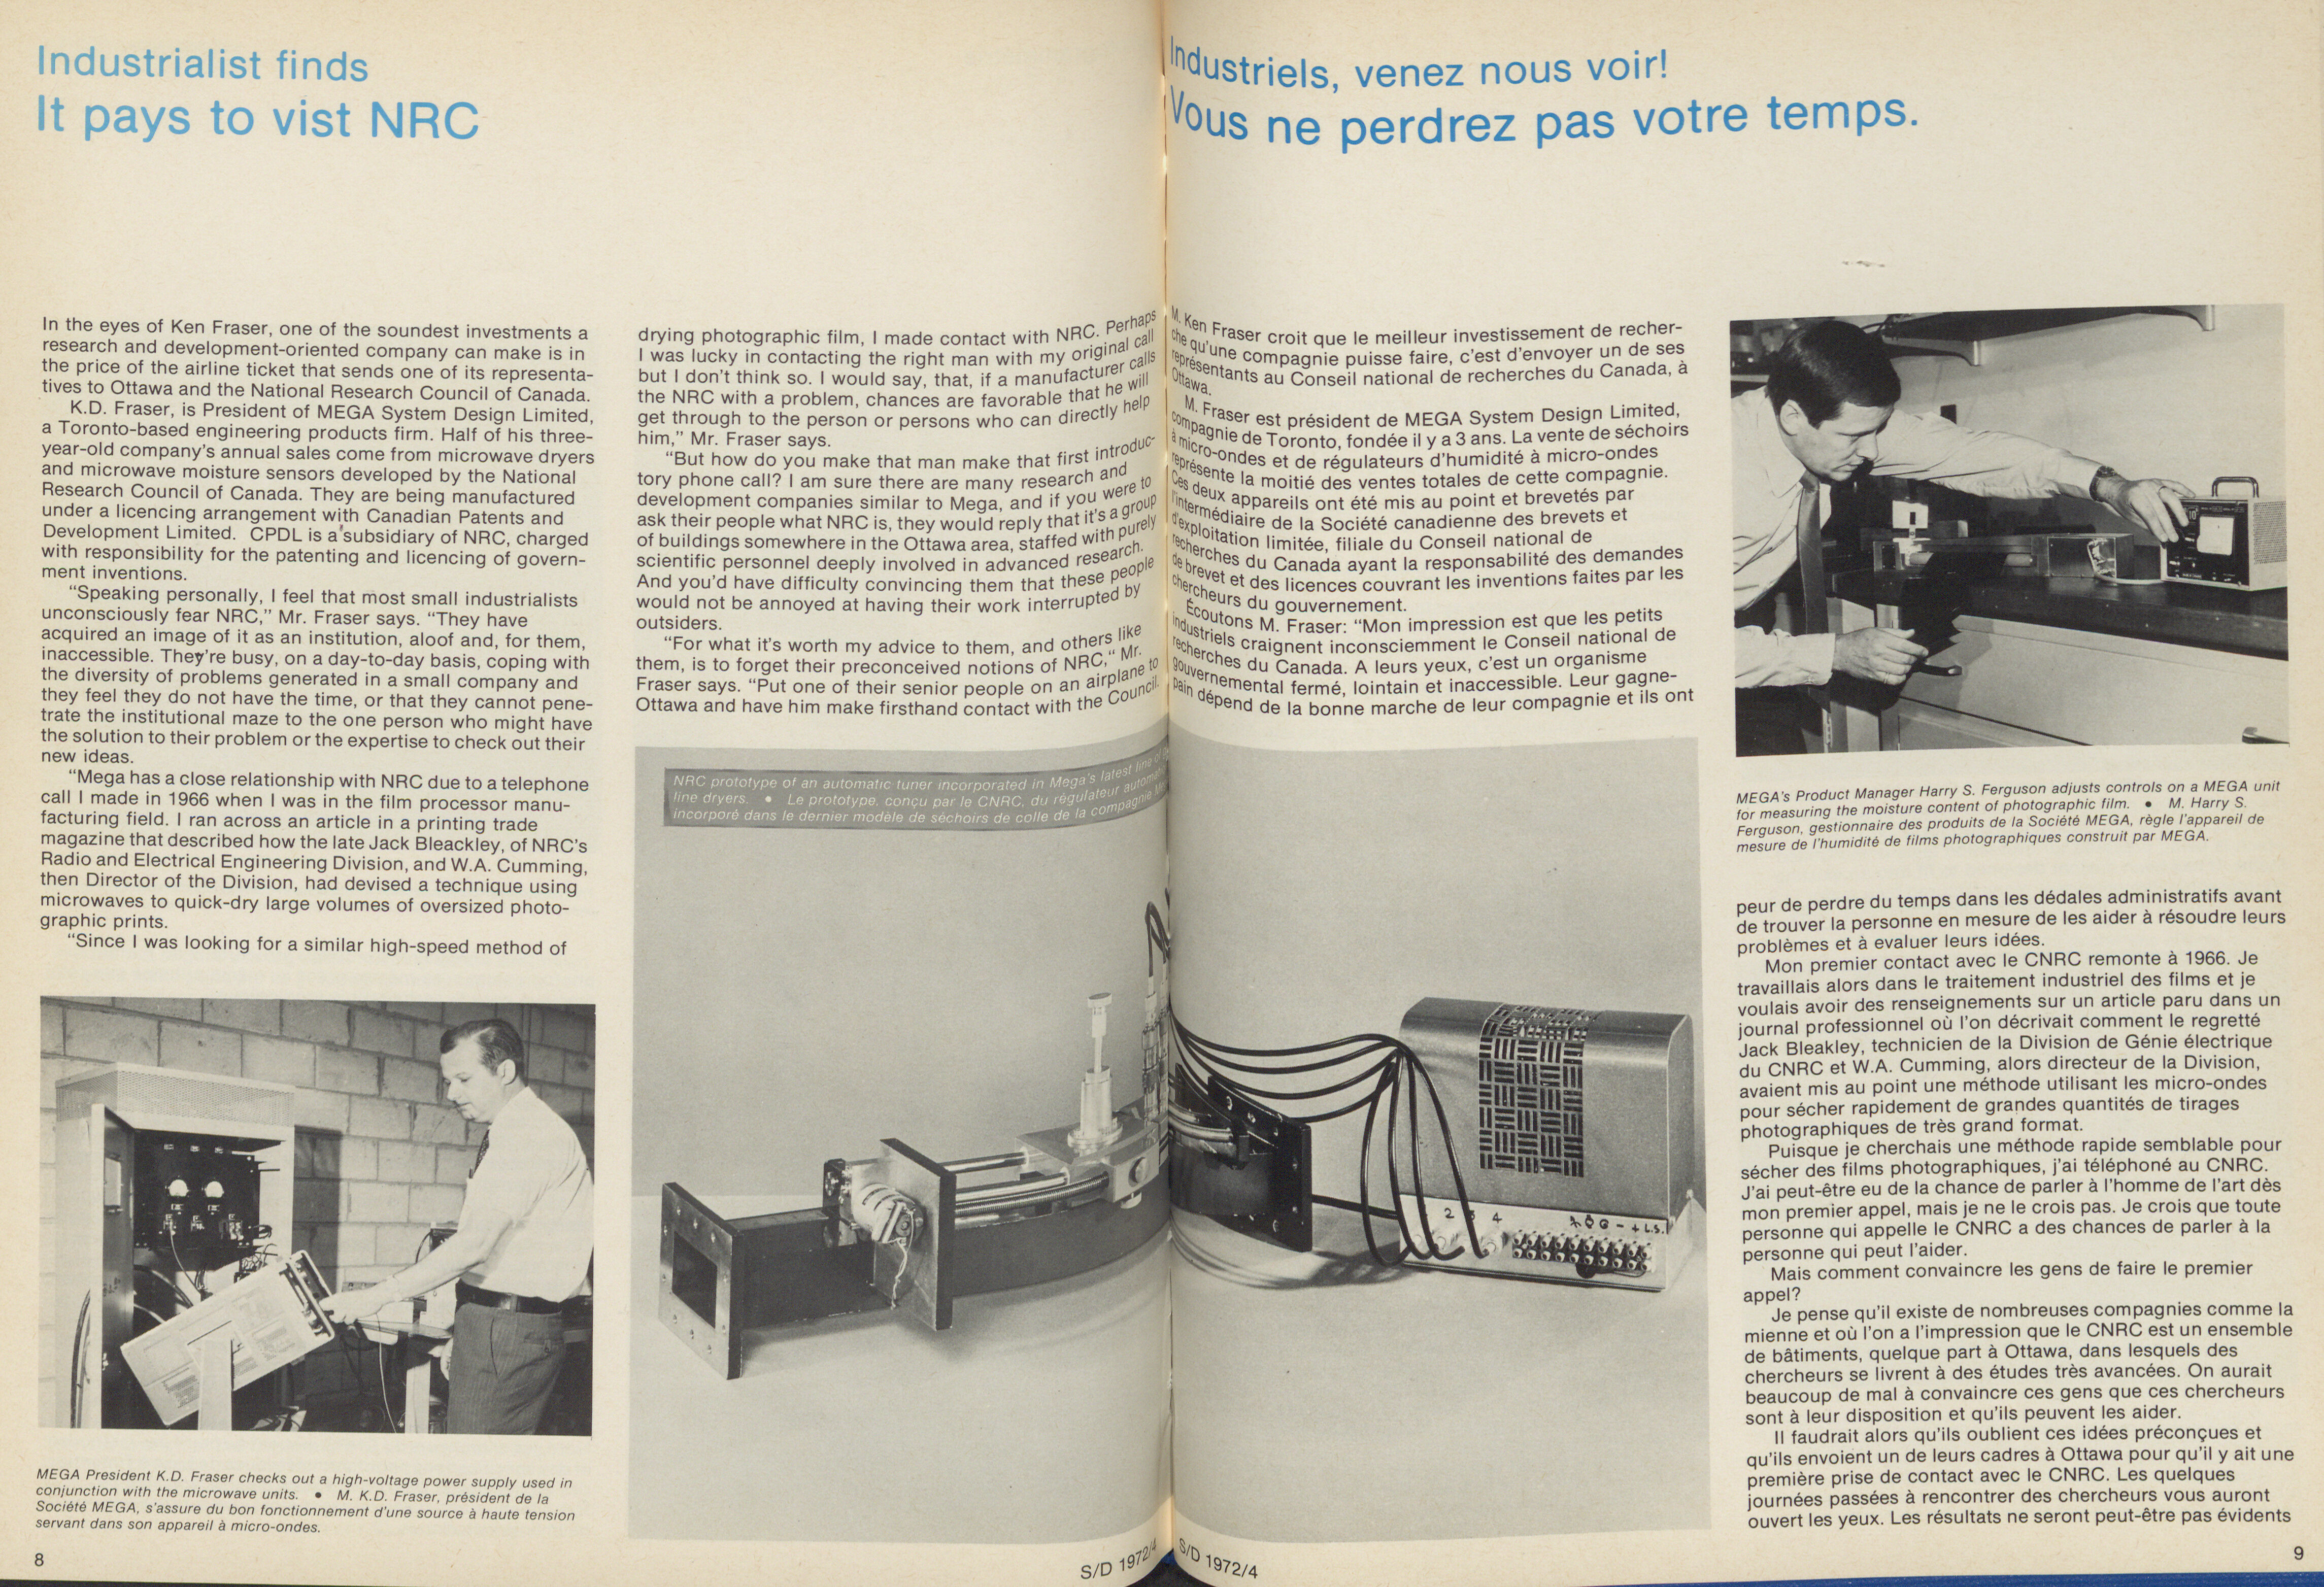 Industrialist finds
It pays to vist NRC
In the eyes of Ken Fraser, one of the soundest investments a
research and development-oriented company can make is in
the price of the airline ticket that sends one of its representa-
tives to Ottawa and the National Research Council of Canada.
K.D. Fraser, is President of MEGA System Design Limited,
a Toronto-based engineering products firm. Half of his three-
year-old company's annual sales come from microwave dryers
and microwave moisture sensors developed by the National
Research Council of Canada. They are being manufactured
under a licencing arrangement with Canadian Patents and
Development Limited. CPDL is a subsidiary of NRC, charged
with responsibility for the patenting and licencing of govern-
ment inventions.
"Speaking personally, I feel that most small industrialists
unconsciously fear NRC," Mr. Fraser says. "They have
acquired an image of it as an institution, aloof and, for them,
inaccessible. They're busy, on a day-to-day basis, coping with
the diversity of problems generated in a small company and
they feel they do not have the time, or that they cannot pene-
trate the institutional maze to the one person who might have
the solution to their problem or the expertise to check out their
new ideas.
"Mega has a close relationship with NRC due to a telephone
call I made in 1966 when I was in the film processor manu-
facturing field. I ran across an article in a printing trade
magazine that described how the late Jack Bleackley, of NRC's
Radio and Electrical Engineering Division, and W.A. Cumming,
then Director of the Division, had devised a technique using
microwaves to quick-dry large volumes of oversized photo-
graphic prints.
"Since I was looking for a similar high-speed method of
MEGA President K.D. Fraser checks out a high-voltage power supply used in
conjunction with the microwave units. • M. K.D. Fraser, président de la
Société MEGA, s'assure du bon fonctionnement d'une source à haute tension
servant dans son appareil à micro-ondes.
8
drying photographic film, I made contact with NRC. Perhaps
I was lucky in contacting the right man with my original call
but I don't think so. I would say, that, if a manufacturer calls
the NRC with a problem, chances are favorable that he will
get through to the person or persons who can directly help
him," Mr. Fraser says.
"But how do you make that man make that first introduc-
tory phone call? I am sure there are many research and
development companies similar to Mega, and if you were to
ask their people what NRC is, they would reply that it's a group
of buildings somewhere in the Ottawa area, staffed with purely
scientific personnel deeply involved in advanced research.
And you'd have difficulty convincing them that these people
would not be annoyed at having their work interrupted by
outsiders.
"For what it's worth my advice to them, and others like
them, is to forget their preconceived notions of NRC," Mr.
Fraser says. "Put one of their senior people on an airplane to
Ottawa and have him make firsthand contact with the Council.
NRC prototype of an automatic tuner incorporated in Mega's latest line of
line dryers. • Le prototype, conçu par le CNRC, du régulateur
incorporé dans le dernier modèle de séchoirs de colle de la compagnie
S/D 1972/4
Industriels, venez nous voir!
Vous ne perdrez pas votre temps.
M. Ken Fraser croit que le meilleur investissement de recher-
che qu'une compagnie puisse faire, c'est d'envoyer un de ses
représentants au Conseil national de recherches du Canada, à
Ottawa.
M. Fraser est président de MEGA System Design Limited,
compagnie de Toronto, fondée il y a 3 ans. La vente de séchoirs
à micro-ondes et de régulateurs d'humidité à micro-ondes
représente la moitié des ventes totales de cette compagnie.
Ces deux appareils ont été mis au point et brevetés par
l'intermédiaire de la Société canadienne des brevets et
d'exploitation limitée, filiale du Conseil national de
recherches du Canada ayant la responsabilité des demandes
de brevet et des licences couvrant les inventions faites par les
chercheurs du gouvernement.
Écoutons M. Fraser: "Mon impression est que les petits
industriels craignent inconsciemment le Conseil national de
recherches du Canada. A leurs yeux, c'est un organisme
gouvernemental fermé, lointain et inaccessible. Leur gagne-
pain dépend de la bonne marche de leur compagnie et ils ont
2 3 4
- + L.S.
S/D 1972/4
MEGA's Product Manager Harry S. Ferguson adjusts controls on a MEGA unit
for measuring the moisture content of photographic film. • M. Harry S.
Ferguson, gestionnaire des produits de la Société MEGA, règle l'appareil de
mesure de l'humidité de films photographiques construit par MEGA.
peur de perdre du temps dans les dédales administratifs avant
de trouver la personne en mesure de les aider à résoudre leurs
problèmes et à evaluer leurs idées.
Mon premier contact avec le CNRC remonte à 1966. Je
travaillais alors dans le traitement industriel des films et je
voulais avoir des renseignements sur un article paru dans un
journal professionnel où l'on décrivait comment le regretté
Jack Bleakley, technicien de la Division de Génie électrique
du CNRC et W.A. Cumming, alors directeur de la Division,
avaient mis au point une méthode utilisant les micro-ondes
pour sécher rapidement de grandes quantités de tirages
photographiques de très grand format.
Puisque je cherchais une méthode rapide semblable pour
sécher des films photographiques, j'ai téléphoné au CNRC.
J'ai peut-être eu de la chance de parler à l'homme de l'art dès
mon premier appel, mais je ne le crois pas. Je crois que toute
personne qui appelle le CNRC a des chances de parler à la
personne qui peut l'aider.
Mais comment convaincre les gens de faire le premier
appel?
Je pense qu'il existe de nombreuses compagnies comme la
mienne et où l'on a l'impression que le CNRC est un ensemble
de bâtiments, quelque part à Ottawa, dans lesquels des
chercheurs se livrent à des études très avancées. On aurait
beaucoup de mal à convaincre ces gens que ces chercheurs
sont à leur disposition et qu'ils peuvent les aider.
Il faudrait alors qu'ils oublient ces idées préconçues et
qu'ils envoient un de leurs cadres à Ottawa pour qu'il y ait une
première prise de contact avec le CNRC. Les quelques
journées passées à rencontrer des chercheurs vous auront
ouvert les yeux. Les résultats ne seront peut-être pas évidents
9